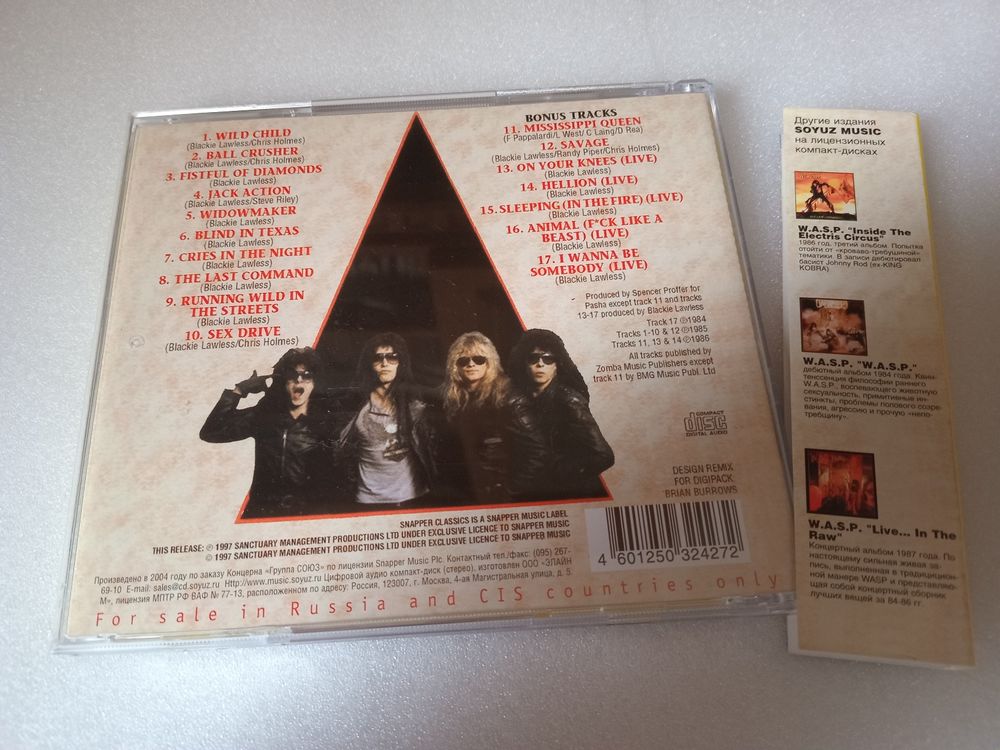 1. WILD CHILD
(Blackie Lawless/Chris Holmes)
2. BALL CRUSHER
(Blackie Lawless/Chris Holmes)
3. FISTFUL OF DIAMONDS
(Blackie Lawless)
4. JACK ACTION
(Blackie Lawless/Steve Riley)
5. WIDOWMAKER
(Blackie Lawless)
6. BLIND IN TEXAS
(Blackie Lawless)
7. CRIES IN THE NIGHT
(Blackie Lawless)
8. THE LAST COMMAND
(Blackie Lawless/Chris Holmes)
9. RUNNING WILD IN
THE STREETS
(Blackie Lawless)
10. SEX DRIVE
(Blackie Lawless/Chris Holmes)
BONUS TRACKS
11. MISSISSIPPI QUEEN
(F Pappalardi/L West/ C Laing/D Rea)
12. SAVAGE
(Blackie Lawless/Randy Piper/Chris Holmes)
13. ON YOUR KNEES (LIVE)
(Blackie Lawless)
14. HELLION (LIVE)
(Blackie Lawless)
15. SLEEPING (IN THE FIRE) (LIVE)
(Blackie Lawless)
16. ANIMAL (F*CK LIKE A
BEAST) (LIVE)
(Blackie Lawless)
17. I WANNA BE
SOMEBODY (LIVE)
(Blackie Lawless)
Produced by Spencer Proffer for
Pasha except track 11 and tracks
13-17 produced by Blackie Lawless
Track 17 ℗1984
Tracks 1-10 & 12 ℗1985
Tracks 11, 13 & 14 ℗1986
All tracks published by
Zomba Music Publishers except
track 11 by BMG Music Publ. Ltd
COMPACT
disc
DIGITAL AUDIO
DESIGN REMIX
FOR DIGIPACK:
BRIAN BURROWS
SNAPPER CLASSICS IS A SNAPPER MUSIC LABEL
THIS RELEASE: ℗ 1997 SANCTUARY MANAGEMENT PRODUCTIONS LTD UNDER EXCLUSIVE LICENCE TO SNAPPER MUSIC
© 1997 SANCTUARY MANAGEMENT PRODUCTIONS LTD UNDER EXCLUSIVE LICENCE TO SNAPPER MUSIC
4 601250 324272
Произведено в 2004 году по заказу Концерна «Группа СОЮЗ» по лицензии Snapper Music Plc. Контактный тел./факс: (095) 267-
69-10 E-mail: sales@cd.soyuz.ru Http://www.music.soyuz.ru Цифровой аудио компакт-диск (стерео), изготовлен ООО «ЭЛАЙН
М», лицензия МПТР РФ ВАФ № 77-13, расположенном по адресу: Россия, 123007, г. Москва, 4-ая Магистральная улица, д. 5.
For sale in Russia and CIS countries only
Другие издания
SOYUZ MUSIC
на лицензионных
компакт-дисках
W.A.S.P. "Inside The
Electris Circus"
1986 год, третий альбом. Попытка
отойти от «кроваво-требушиной»
тематики. В записи дебютировал
басист Johnny Rod (ex-KING
KOBRA)
W.A.S.P. "W.A.S.P."
дебютный альбом 1984 года. Квин-
тенссенция философии раннего
W.A.S.P., воспевающего животную
сексуальность, примитивные ин-
стинкты, проблемы полового созре-
вания, агрессию и прочую «непо-
требщину».
W.A.S.P. "Live... In The
Raw"
Концертный альбом 1987 года. По
настоящему сильная живая за-
пись, выполненная в традицион-
ной манере WASP и представляю-
щая собой концертный сборник
лучших вещей за 84-86 гг.